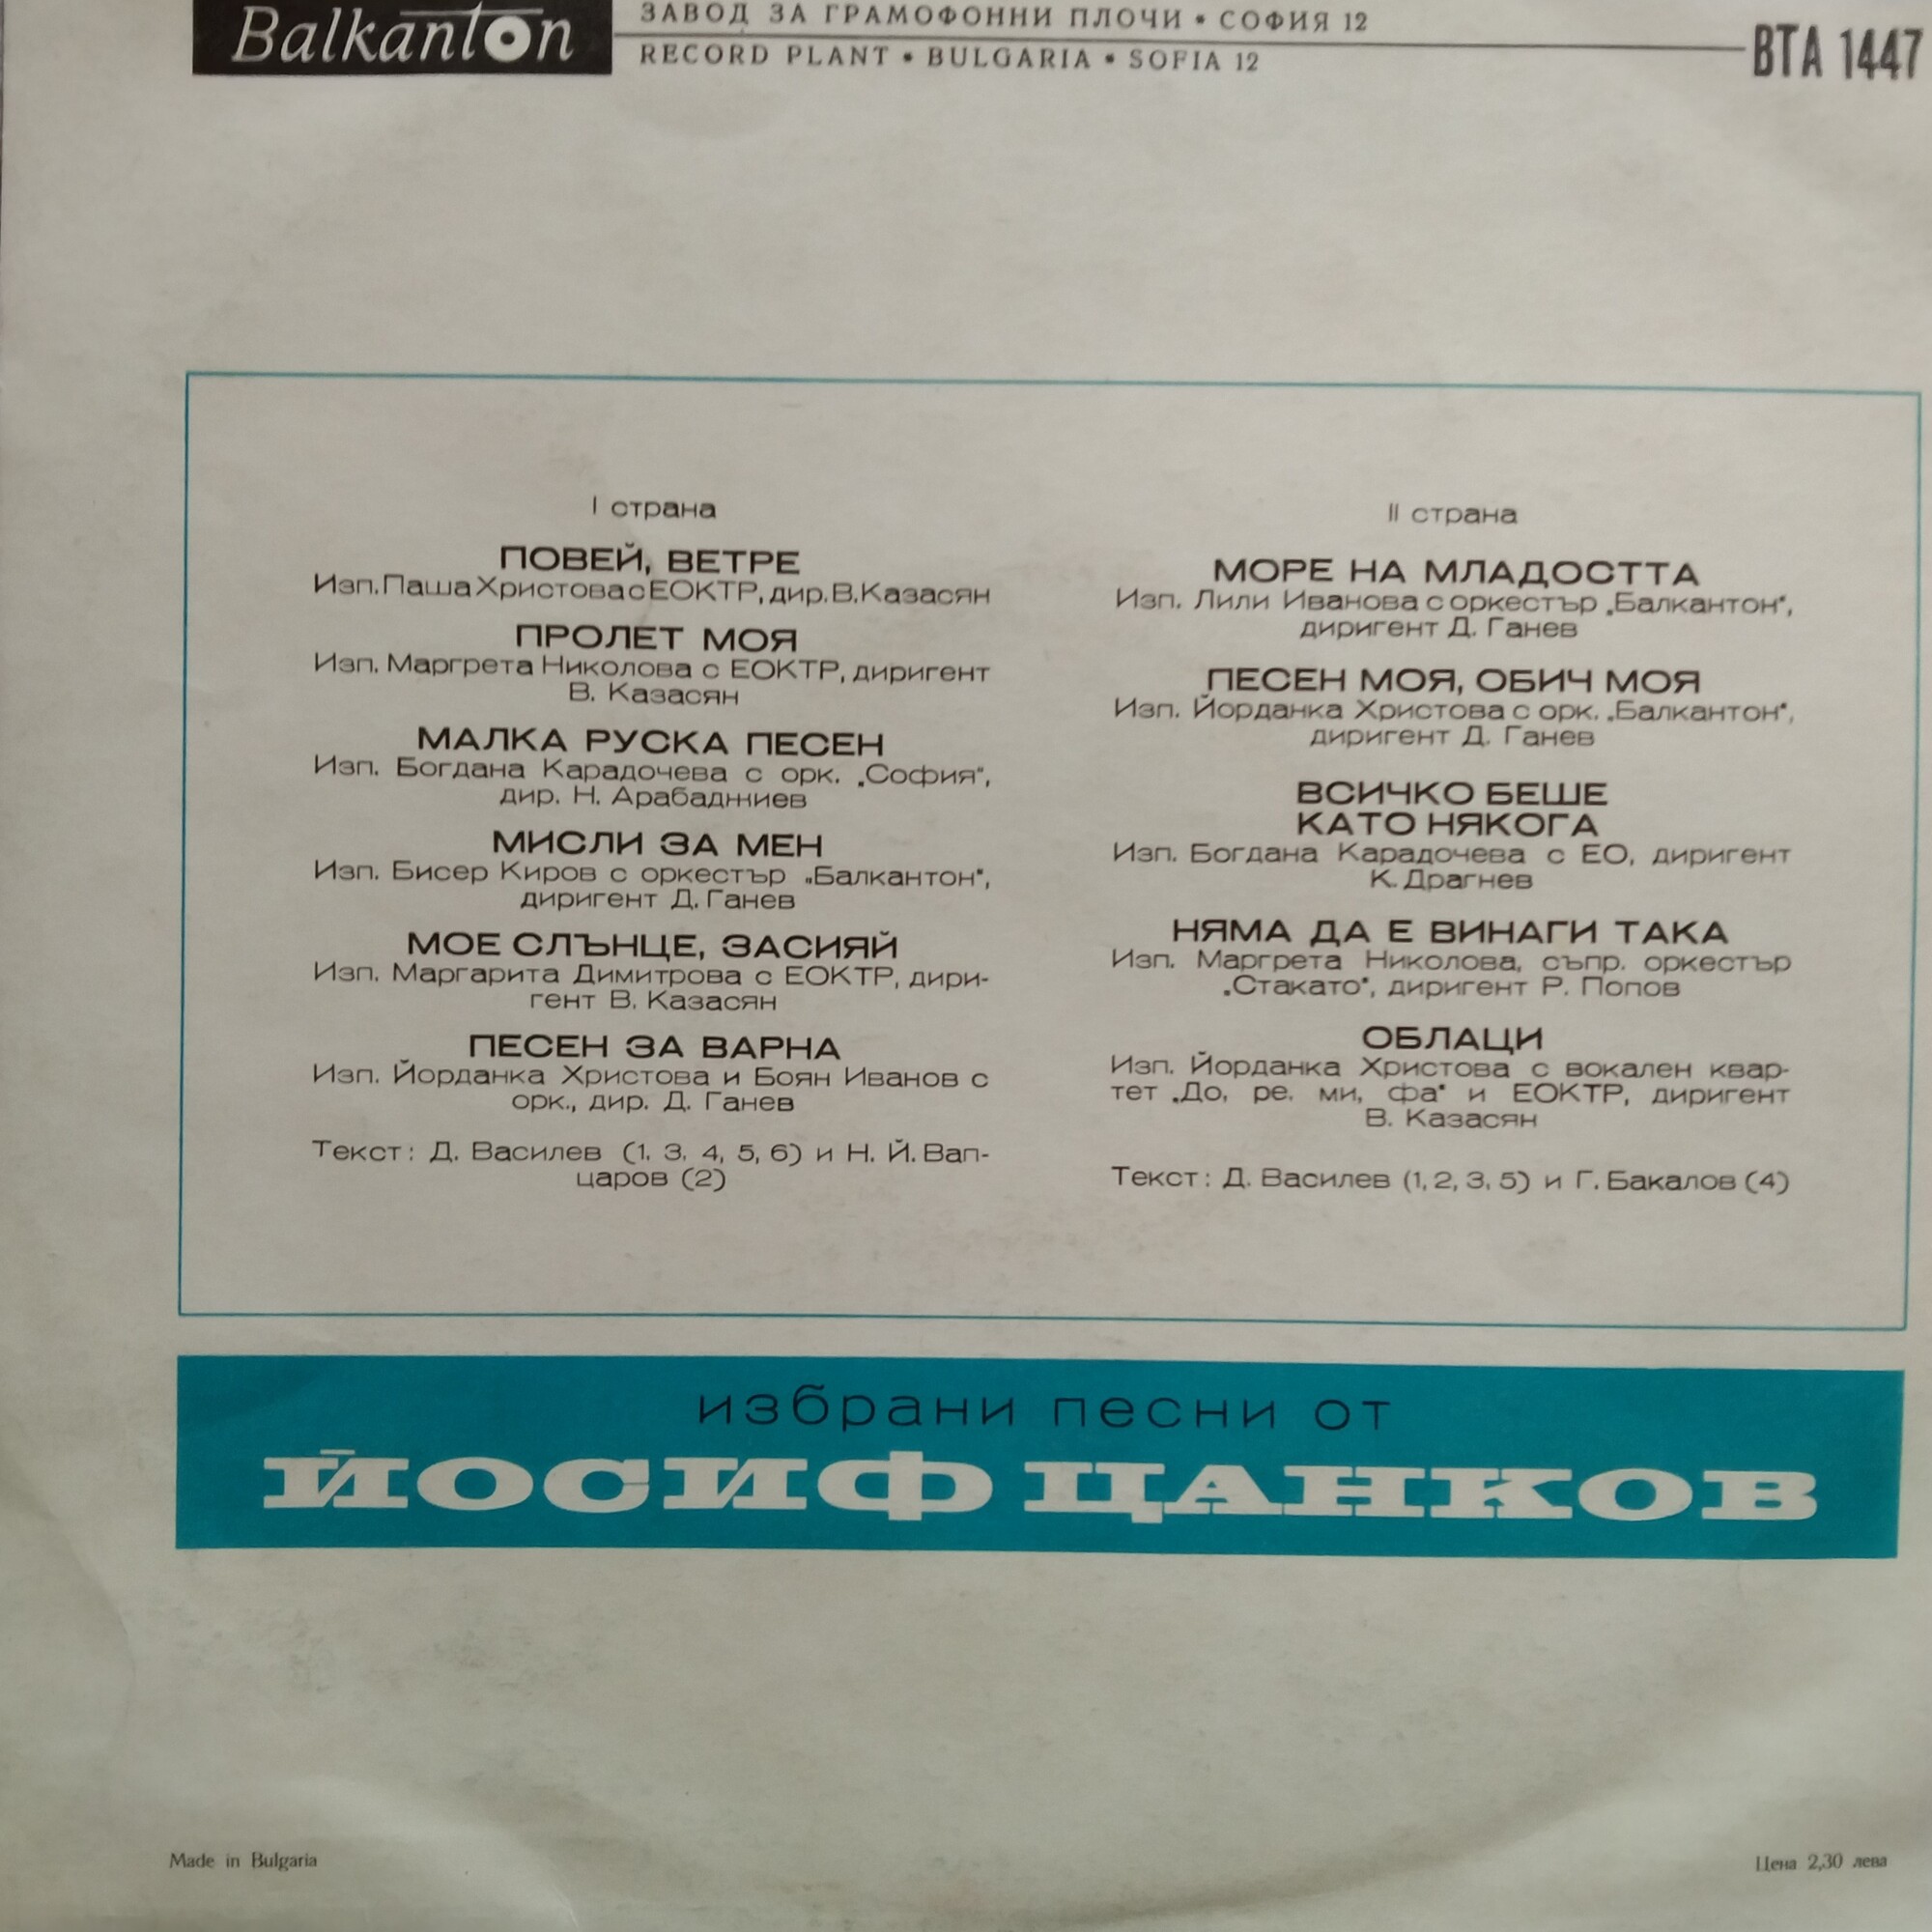 Balkanton
ЗАВОД ЗА ГРАМОФОННИ ПЛОЧИ • СОФИЯ 12
RECORD PLANT • BULGARIA • SOFIA 12
ВТА 1447
I страна
ПОВЕЙ, ВЕТРЕ
Изп. Паша Христова с ЕОКТР, дир. В. Казасян
ПРОЛЕТ МОЯ
Изп. Маргрета Николова с ЕОКТР, диригент
В. Казасян
МАЛКА РУСКА ПЕСЕН
Изп. Богдана Карадочева с орк. „София“,
дир. Н. Арабаджиев
МИСЛИ ЗА МЕН
Изп. Бисер Киров с оркестър „Балкантон“,
диригент Д. Ганев
МОЕ СЛЪНЦЕ, ЗАСИЯЙ
Изп. Маргарита Димитрова с ЕОКТР, дири-
гент В. Казасян
ПЕСЕН ЗА ВАРНА
Изп. Йорданка Христова и Боян Иванов с
орк., дир. Д. Ганев
Текст: Д. Василев (1, 3, 4, 5, 6) и Н. Й. Вап-
царов (2)
II страна
МОРЕ НА МЛАДОСТТА
Изп. Лили Иванова с оркестър „Балкантон“,
диригент Д. Ганев
ПЕСЕН МОЯ, ОБИЧ МОЯ
Изп. Йорданка Христова с орк. „Балкантон“,
диригент Д. Ганев
ВСИЧКО БЕШЕ
КАТО НЯКОГА
Изп. Богдана Карадочева с ЕО, диригент
К. Драгнев
НЯМА ДА Е ВИНАГИ ТАКА
Изп. Маргрета Николова, съпр. оркестър
„Стакато“, диригент Р. Попов
ОБЛАЦИ
Изп. Йорданка Христова с вокален квар-
тет „До, ре, ми, фа“ и ЕОКТР, диригент
В. Казасян
Текст: Д. Василев (1, 2, 3, 5) и Г. Бакалов (4)
избрани песни от
ЙОСИФ ЦАНКОВ
Made in Bulgaria
Цена 2,30 лева